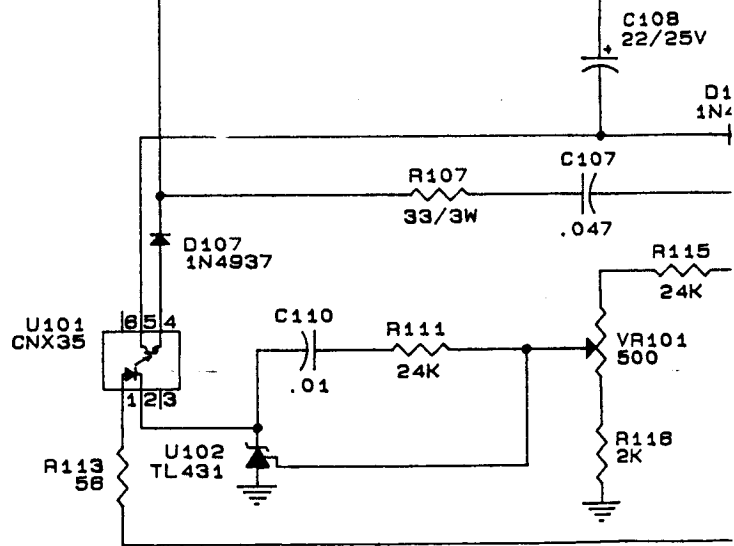 C108
22/25V
D1
1N4
C107
.047
R107
33/3W
D107
1N4937
R115
24K
U101
CNX35
6 5 4
1 2 3
C110
.01
R111
24K
VR101
500
U102
TL431
R113
56
R116
2K